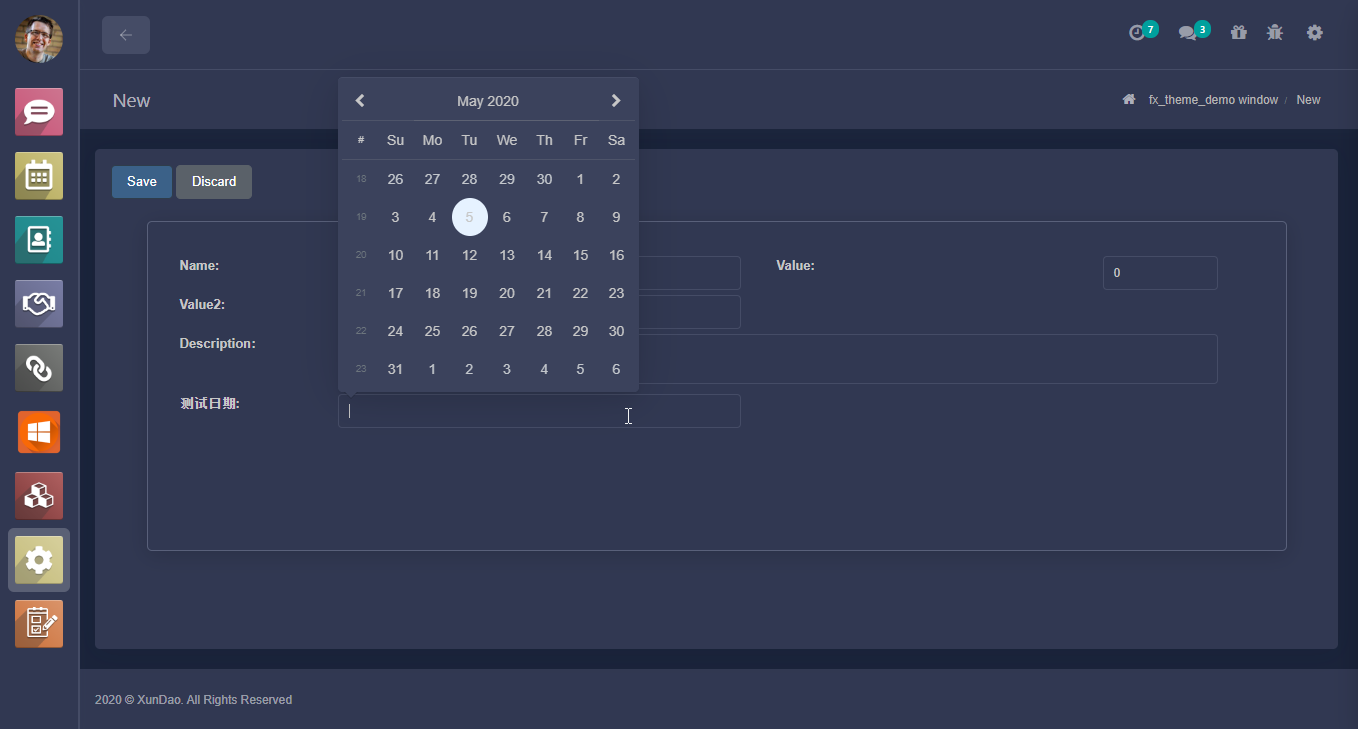 7 3
New
fx_theme_demo window / New
May 2020
# Su Mo Tu We Th Fr Sa
18 26 27 28 29 30 1 2
19 3 4 5 6 7 8 9
20 10 11 12 13 14 15 16
21 17 18 19 20 21 22 23
22 24 25 26 27 28 29 30
23 31 1 2 3 4 5 6
Save Discard
Name:
Value: 0
Value2:
Description:
测试日期:
2020 © XunDao. All Rights Reserved